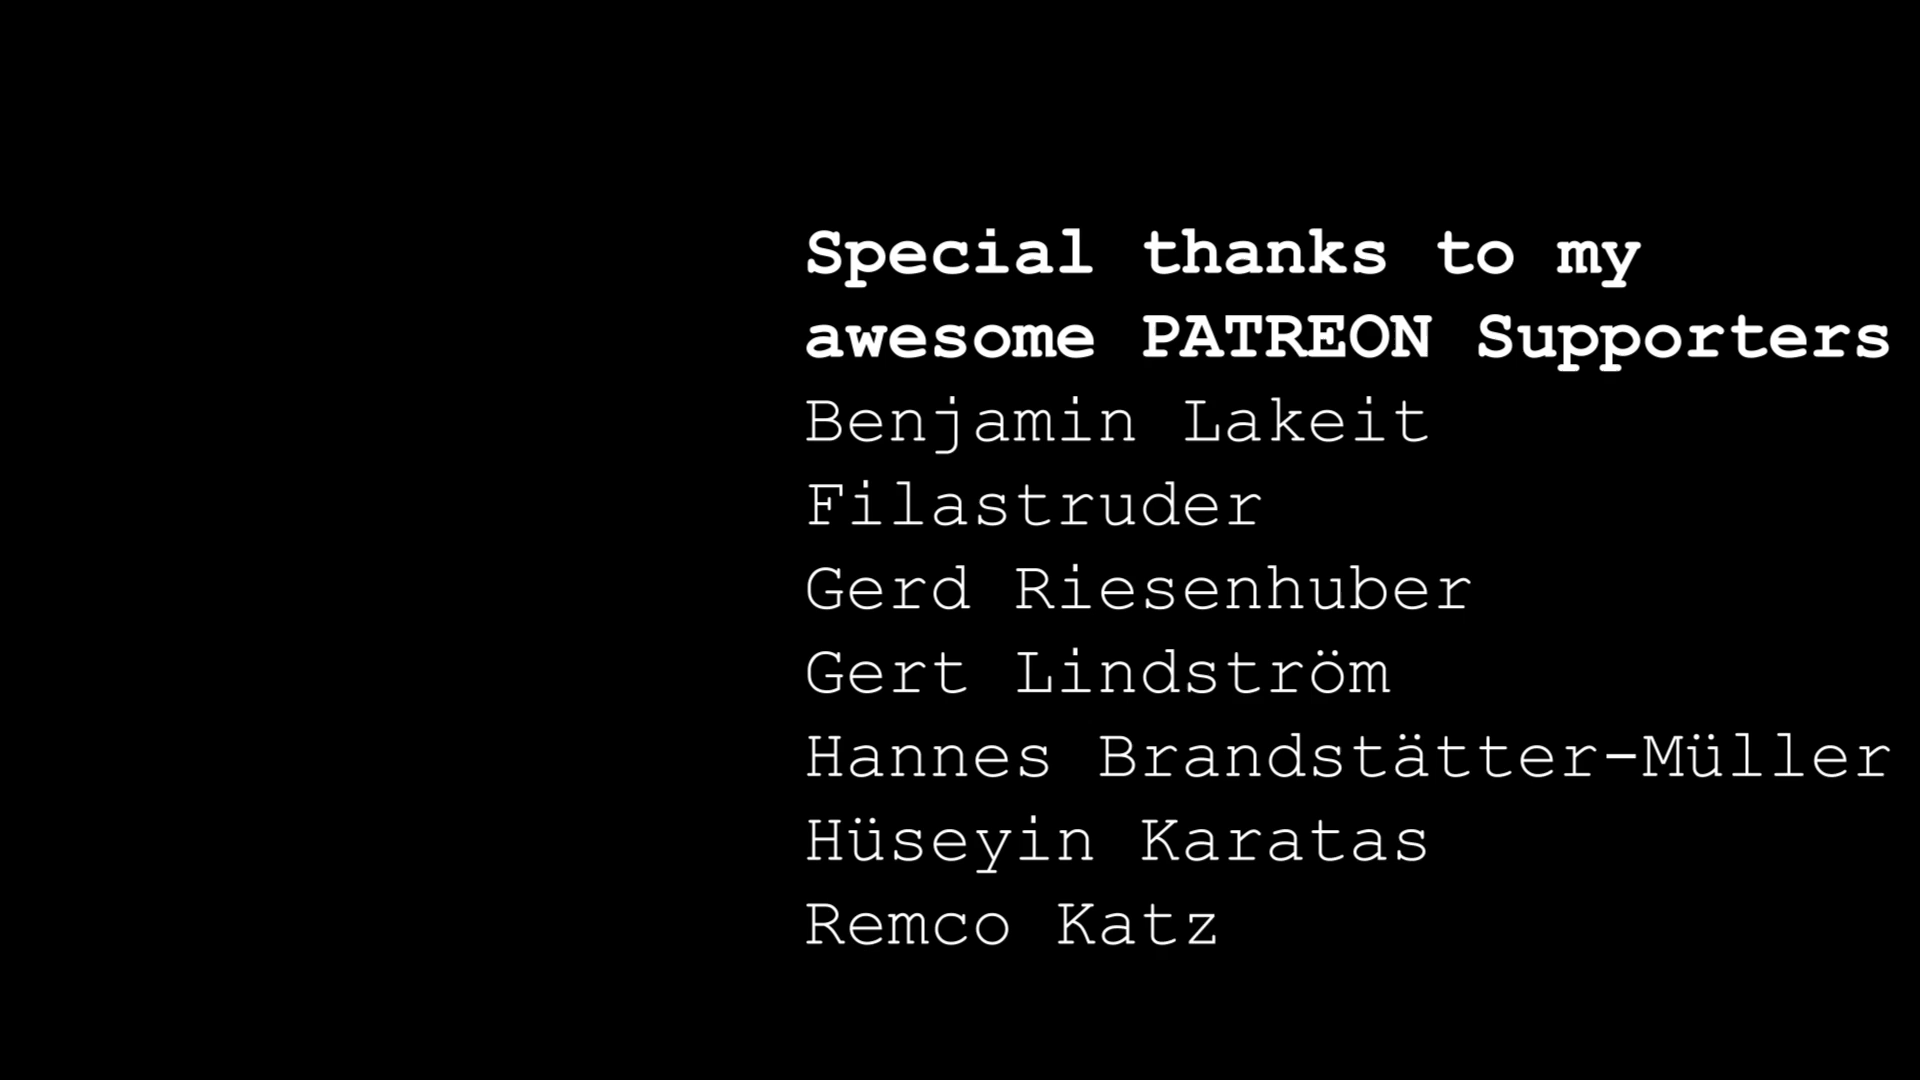 Special thanks to my
awesome PATREON Supporters
Benjamin Lakeit
Filastruder
Gerd Riesenhuber
Gert Lindström
Hannes Brandstätter-Müller
Hüseyin Karatas
Remco Katz